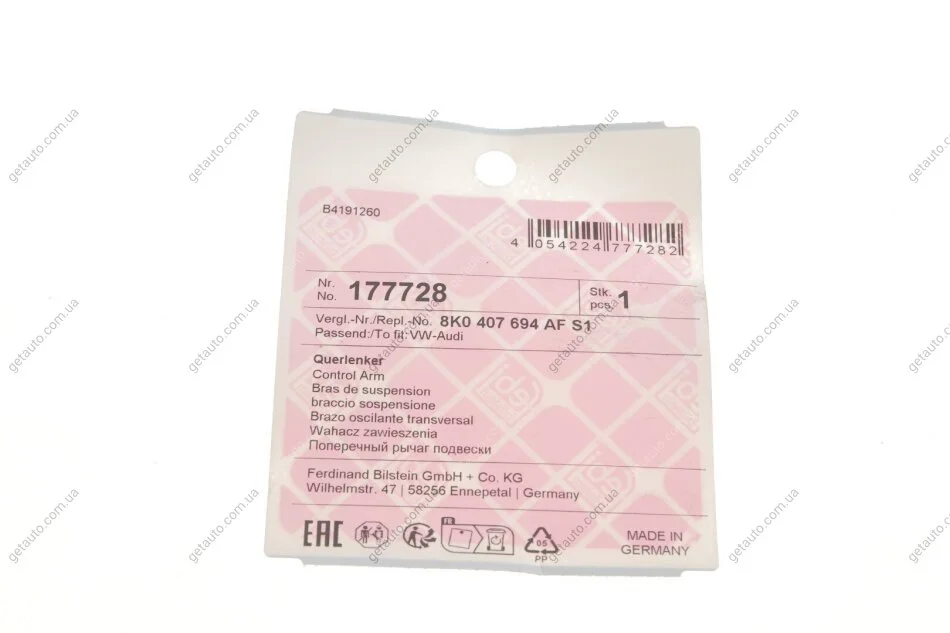 B4191260
4 054224 777282
Nr.
No. 177728
Stk.
pcs. 1
Vergl.-Nr./Repl.-No. 8K0 407 694 AF S1
Passend:/To fit:VW-Audi
Querlenker
Control Arm
Bras de suspension
braccio sospensione
Brazo oscilante transversal
Wahacz zawieszenia
Поперечный рычаг подвески
Ferdinand Bilstein GmbH + Co. KG
Wilhelmstr. 47 | 58256 Ennepetal | Germany
EAC
FR
05
PP
MADE IN
GERMANY
getauto.com.ua